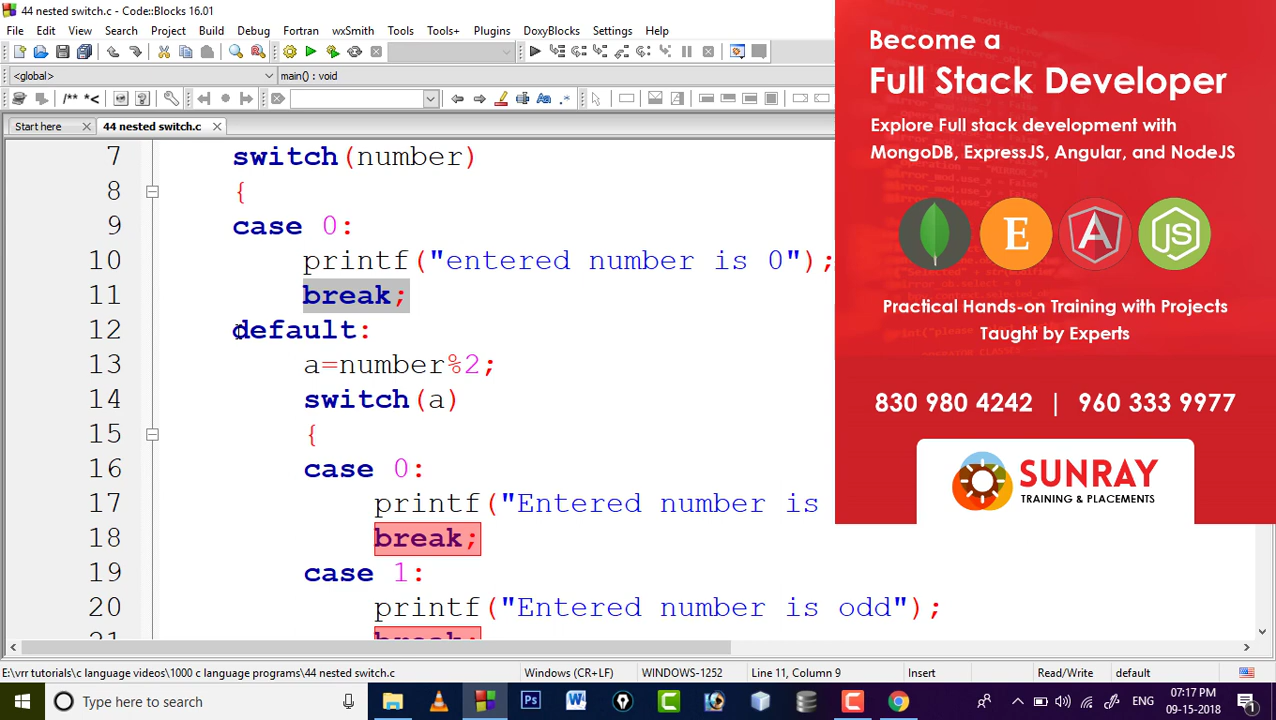 44 nested switch.c - Code::Blocks 16.01
File Edit View Search Project Build Debug Fortran wxSmith Tools Tools+ Plugins DoxyBlocks Settings Help
<global> main() : void
/** *<
Start here 44 nested switch.c
7 switch(number)
8 {
9 case 0:
10 printf("entered number is 0");
11 break;
12 default:
13 a=number%2;
14 switch(a)
15 {
16 case 0:
17 printf("Entered number is
18 break;
19 case 1:
20 printf("Entered number is odd");
21 break;
E:\vrr tutorials\c language videos\1000 c language programs\44 nested switch.c Windows (CR+LF) WINDOWS-1252 Line 11, Column 9 Insert Read/Write default
Type here to search
ENG
07:17 PM
09-15-2018
Become a
Full Stack Developer
Explore Full stack development with
MongoDB, ExpressJS, Angular, and NodeJS
E A JS
Practical Hands-on Training with Projects
Taught by Experts
830 980 4242 | 960 333 9977
SUNRAY
TRAINING & PLACEMENTS